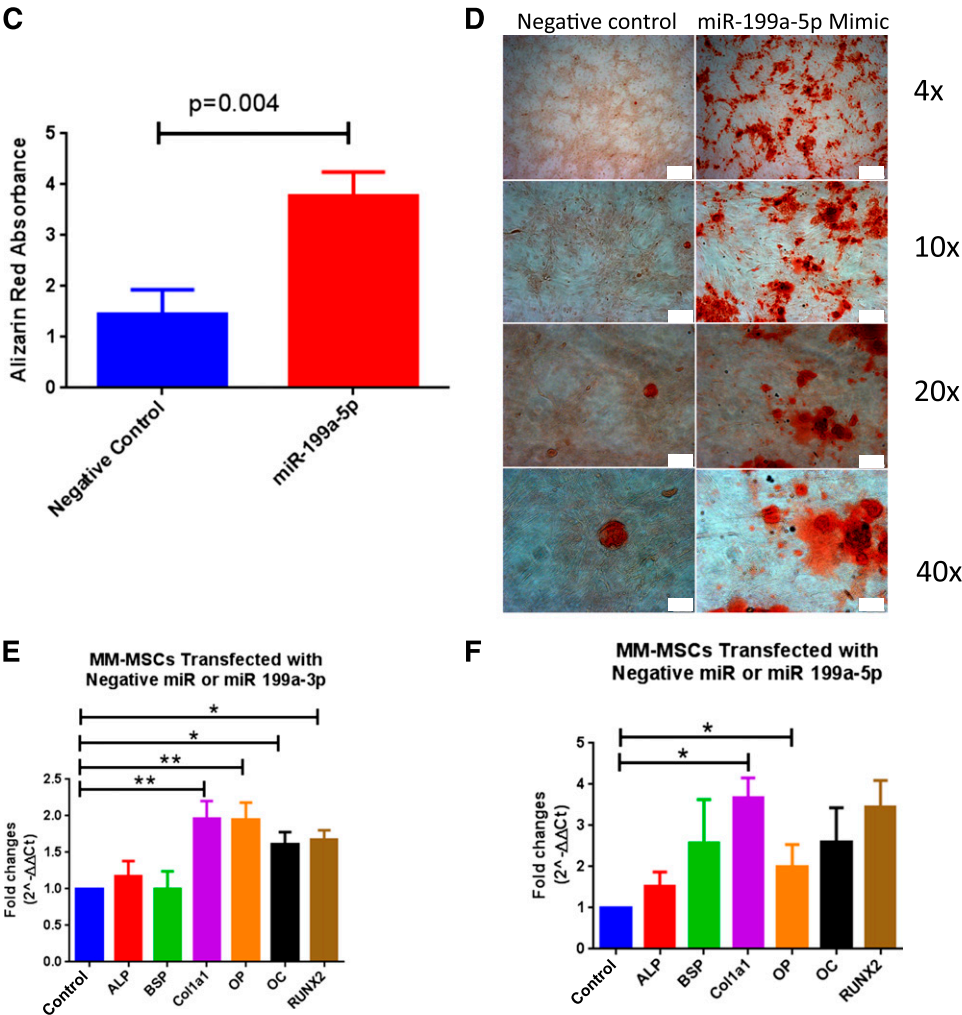 C
p=0.004
Alizarin Red Absorbance
5
4
3
2
1
0
Negative Control
miR-199a-5p
D
Negative control
miR-199a-5p Mimic
4x
10x
20x
40x
E
MM-MSCs Transfected with
Negative miR or miR 199a-3p
*
*
**
**
Fold changes
(2^-ΔΔCt)
2.5
2.0
1.5
1.0
0.5
0.0
Control
ALP
BSP
Col1a1
OP
OC
RUNX2
F
MM-MSCs Transfected with
Negative miR or miR 199a-5p
*
*
Fold changes
(2^-ΔΔCt)
5
4
3
2
1
0
Control
ALP
BSP
Col1a1
OP
OC
RUNX2